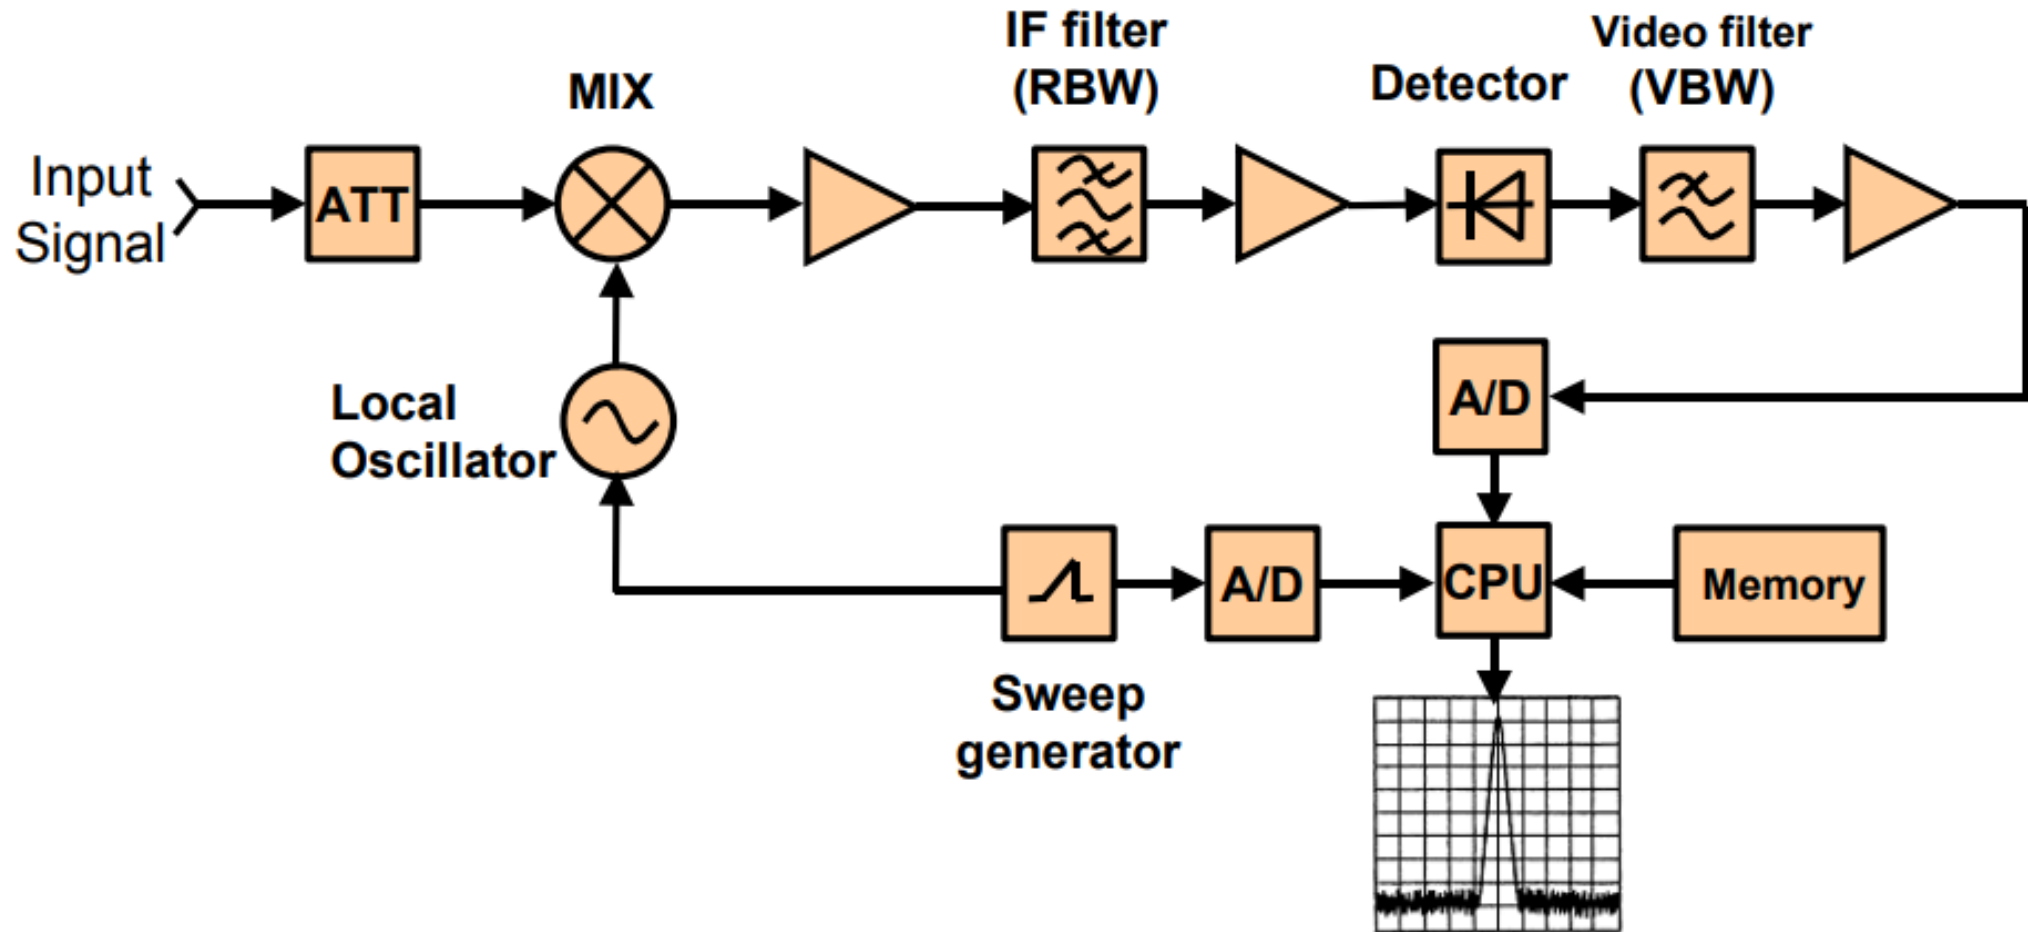 IF filter
(RBW)
Video filter
(VBW)
MIX
Detector
Input
Signal
ATT
Local
Oscillator
A/D
A/D
CPU
Memory
Sweep
generator